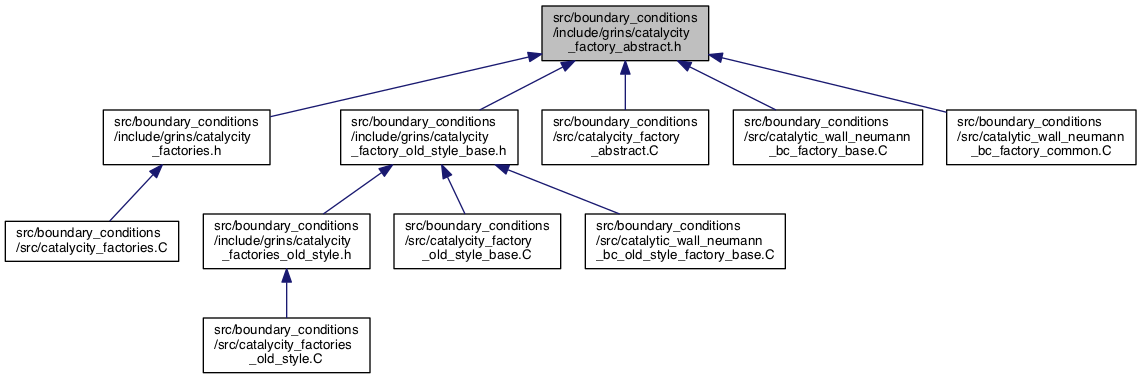 src/boundary_conditions
/include/grins/catalycity
_factory_abstract.h
src/boundary_conditions
/include/grins/catalycity
_factories.h
src/boundary_conditions
/include/grins/catalycity
_factory_old_style_base.h
src/boundary_conditions
/src/catalycity_factory
_abstract.C
src/boundary_conditions
/src/catalytic_wall_neumann
_bc_factory_base.C
src/boundary_conditions
/src/catalytic_wall_neumann
_bc_factory_common.C
src/boundary_conditions
/src/catalycity_factories.C
src/boundary_conditions
/include/grins/catalycity
_factories_old_style.h
src/boundary_conditions
/src/catalycity_factory
_old_style_base.C
src/boundary_conditions
/src/catalytic_wall_neumann
_bc_old_style_factory_base.C
src/boundary_conditions
/src/catalycity_factories
_old_style.C